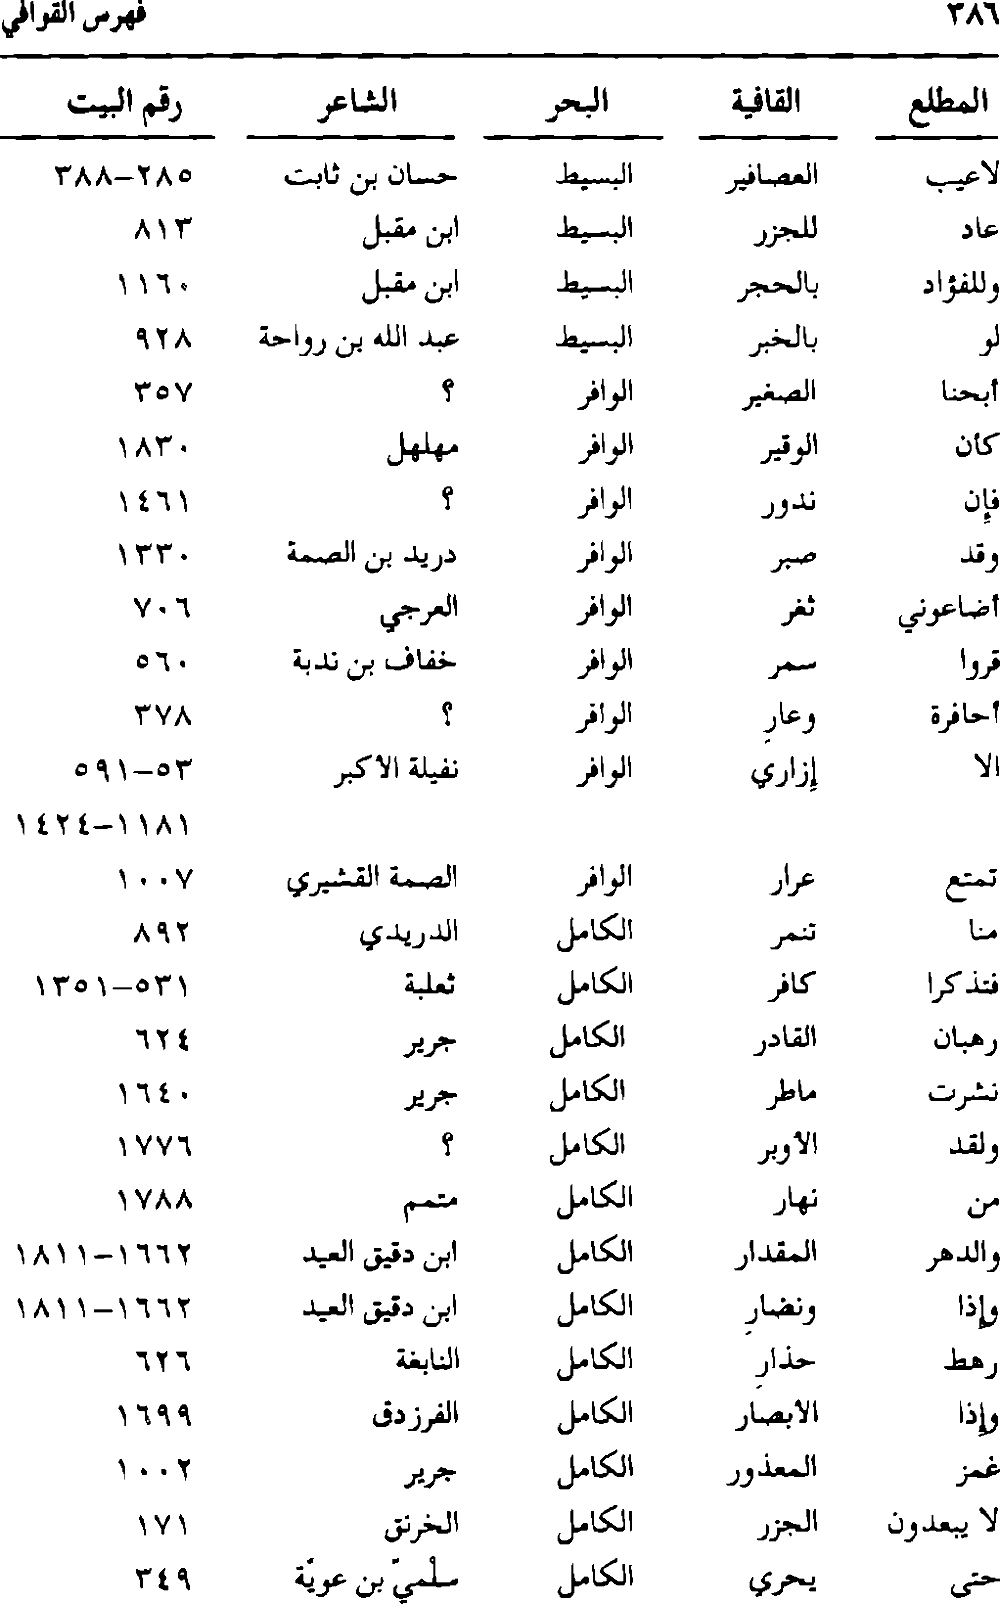 ٣٨٦ فهرس القوافي
المطلع القافية البحر الشاعر رقم البيت
لاعيب العصافير البسيط حسان بن ثابت ٢٨٥–٣٨٨
عاد للجزر البسيط ابن مقبل ٨١٣
وللفؤاد بالحجر البسيط ابن مقبل ١١٦٠
لو بالخبر البسيط عبد الله بن رواحة ٩٢٨
أبحنا الصغير الوافر ؟ ٣٥٧
كأن الوقير الوافر مهلهل ١٨٣٠
فإن ندور الوافر ؟ ١٤٦١
وقد صبر الوافر دريد بن الصمة ١٣٣٠
أضاعوني ثغر الوافر العرجي ٧٠٦
قروا سمر الوافر خفاف بن ندبة ٥٦٠
أحافرة وعارِ الوافر ؟ ٣٧٨
الا إزاري الوافر نفيلة الأكبر ٥٣–٥٩١
١١٨١–١٤٢٤
تمتع عرار الوافر الصمة القشيري ١٠٠٧
منا تنمر الكامل الدريدي ٨٩٢
فتذكرا كافر الكامل ثعلبة ٥٣١–١٣٥١
رهبان القادر الكامل جرير ٦٢٤
نشرت ماطر الكامل جرير ١٦٤٠
ولقد الأوبر الكامل ؟ ١٧٧٦
من نهار الكامل متمم ١٧٨٨
والدهر المقدار الكامل ابن دقيق العيد ١٦٦٢–١٨١١
وإذا ونضارِ الكامل ابن دقيق العيد ١٦٦٢–١٨١١
رهط حذارِ الكامل النابغة ٦٢٦
وإذا الأبصار الكامل الفرزدق ١٦٩٩
غمز المعذور الكامل جرير ١٠٠٢
لا يبعدون الجزر الكامل الخرنق ١٧١
حتى يحري الكامل سلْميّ بن عويّة ٣٤٩